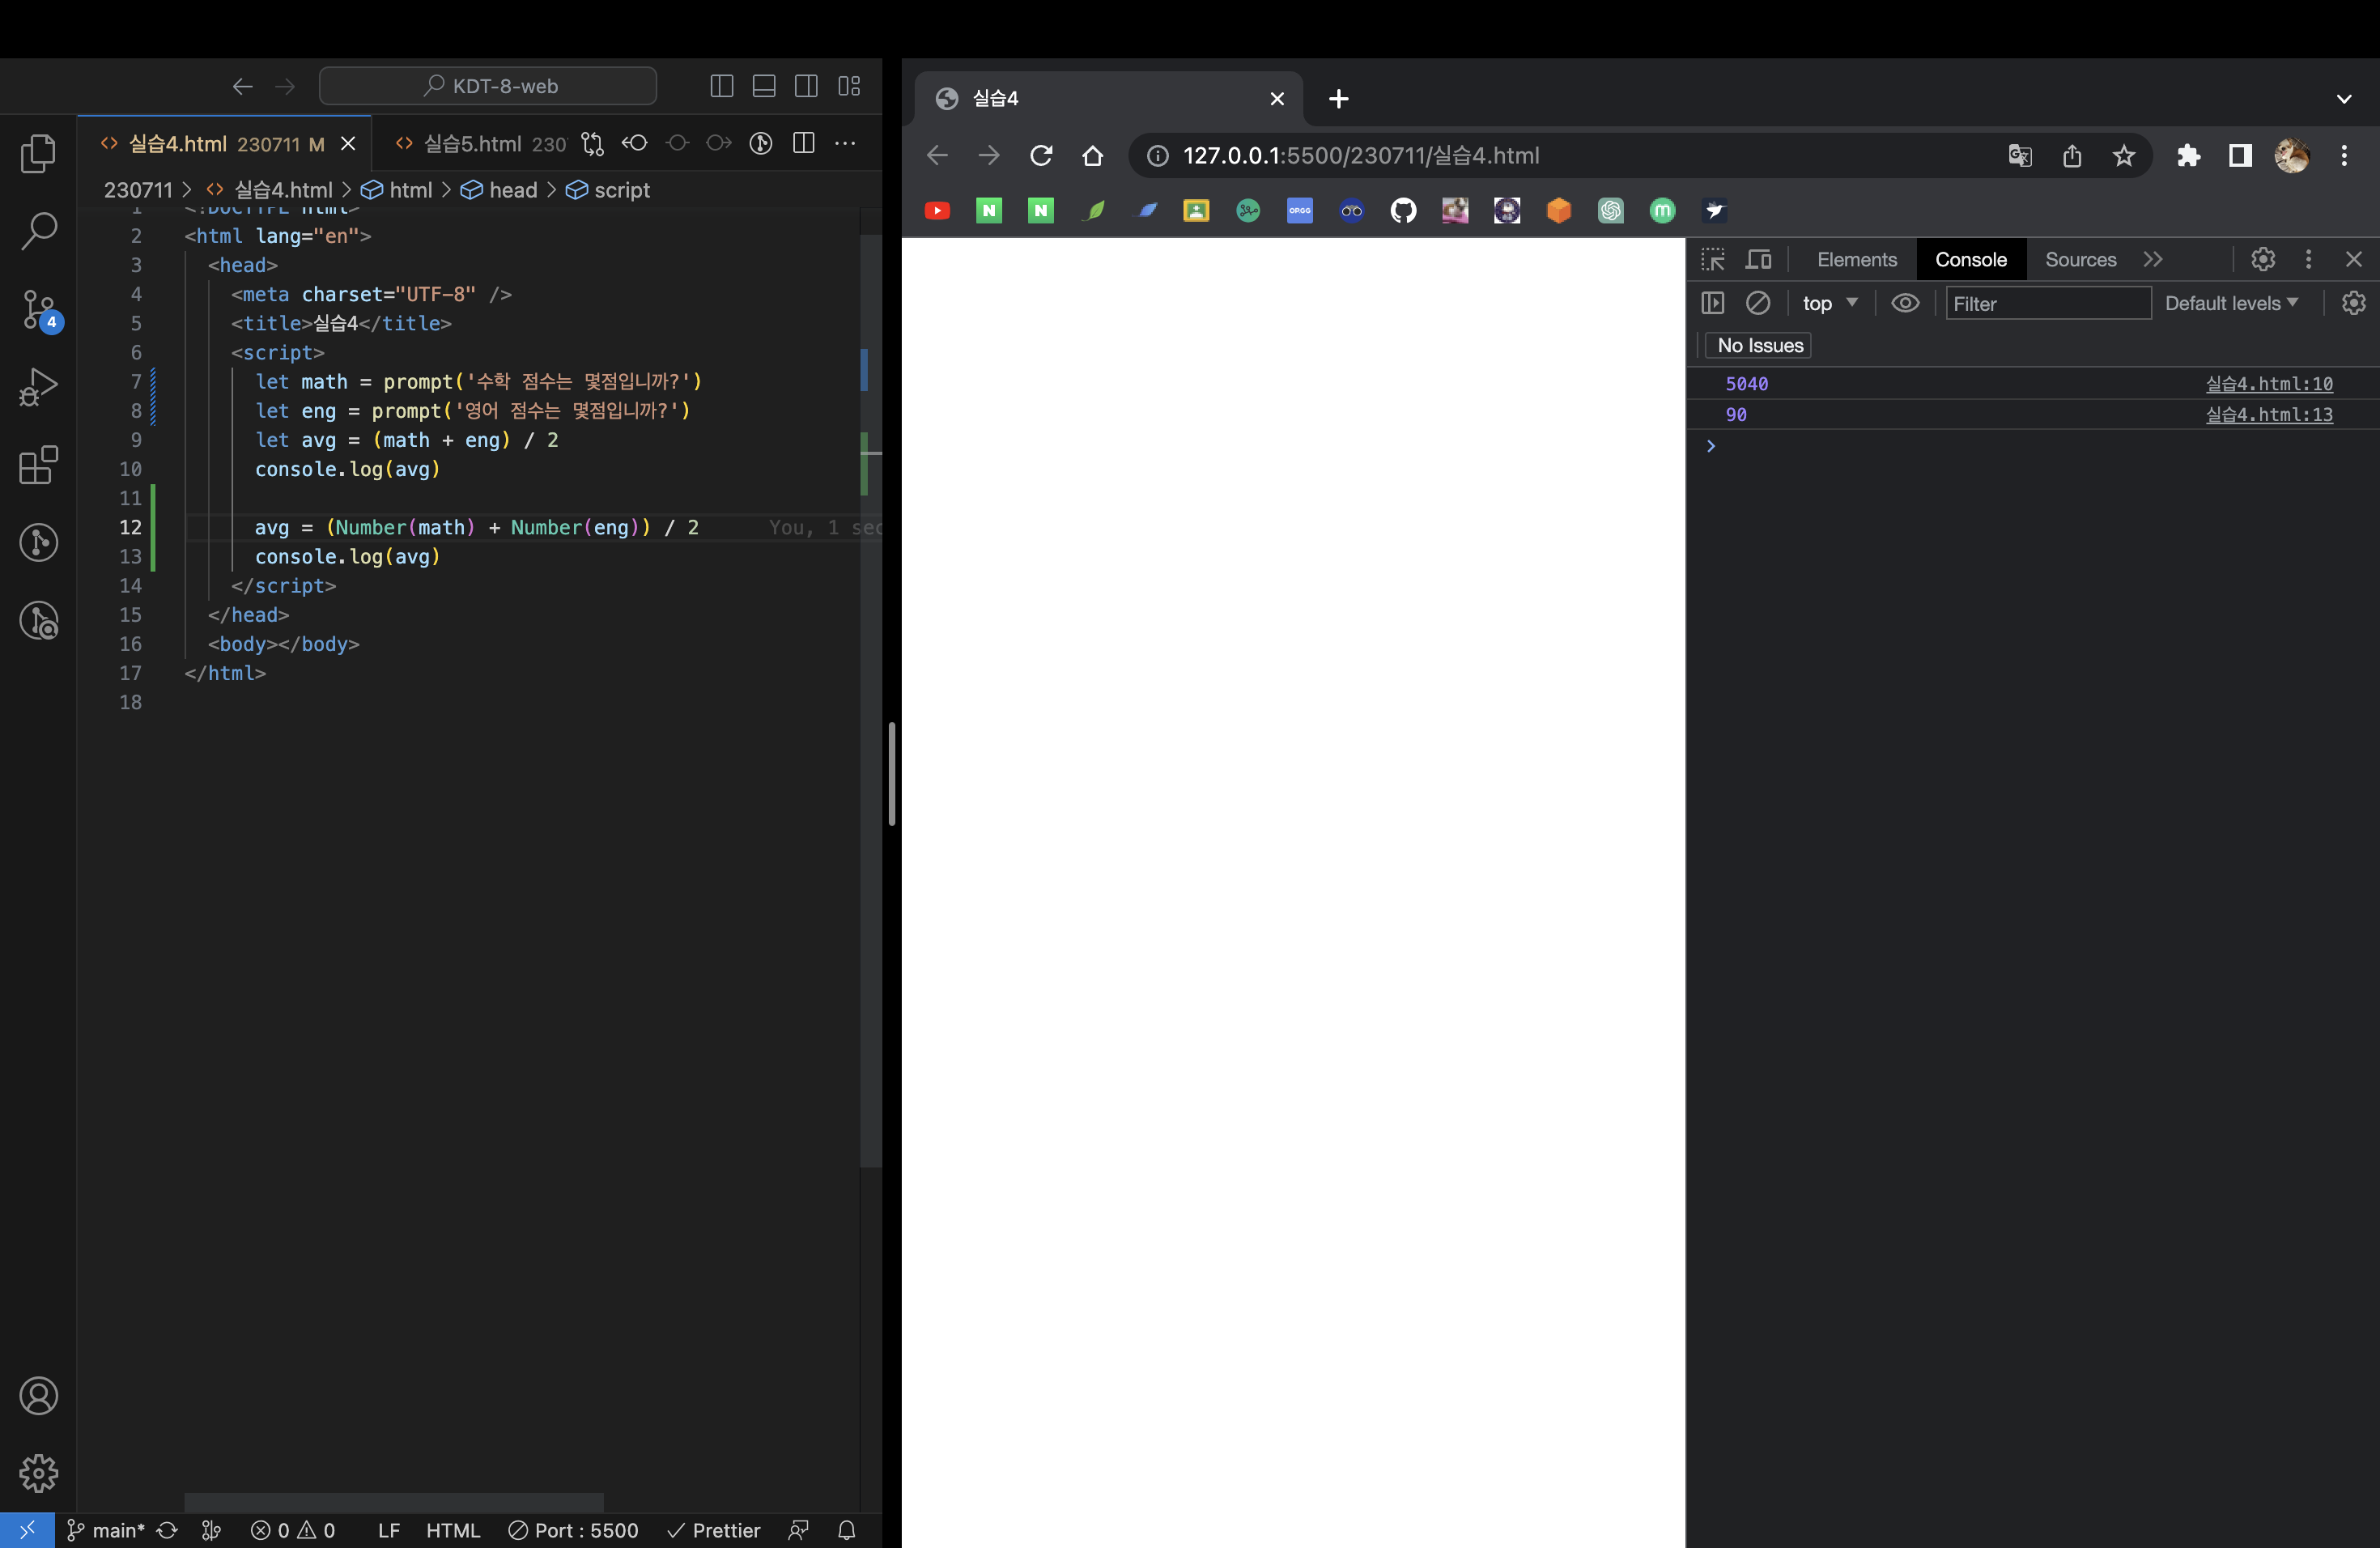 KDT-8-web
실습4.html 230711 M
실습5.html 230
230711 > 실습4.html > html > head > script
1 <!DOCTYPE html>
2 <html lang="en">
3 <head>
4 <meta charset="UTF-8" />
5 <title>실습4</title>
6 <script>
7 let math = prompt('수학 점수는 몇점입니까?')
8 let eng = prompt('영어 점수는 몇점입니까?')
9 let avg = (math + eng) / 2
10 console.log(avg)
11
12 avg = (Number(math) + Number(eng)) / 2 You, 1 sec
13 console.log(avg)
14 </script>
15 </head>
16 <body></body>
17 </html>
18
4
main* 0 0 LF HTML Port : 5500 Prettier
실습4
127.0.0.1:5500/230711/실습4.html
N N OP.GG m
Elements Console Sources
top Filter Default levels
No Issues
5040 실습4.html:10
90 실습4.html:13